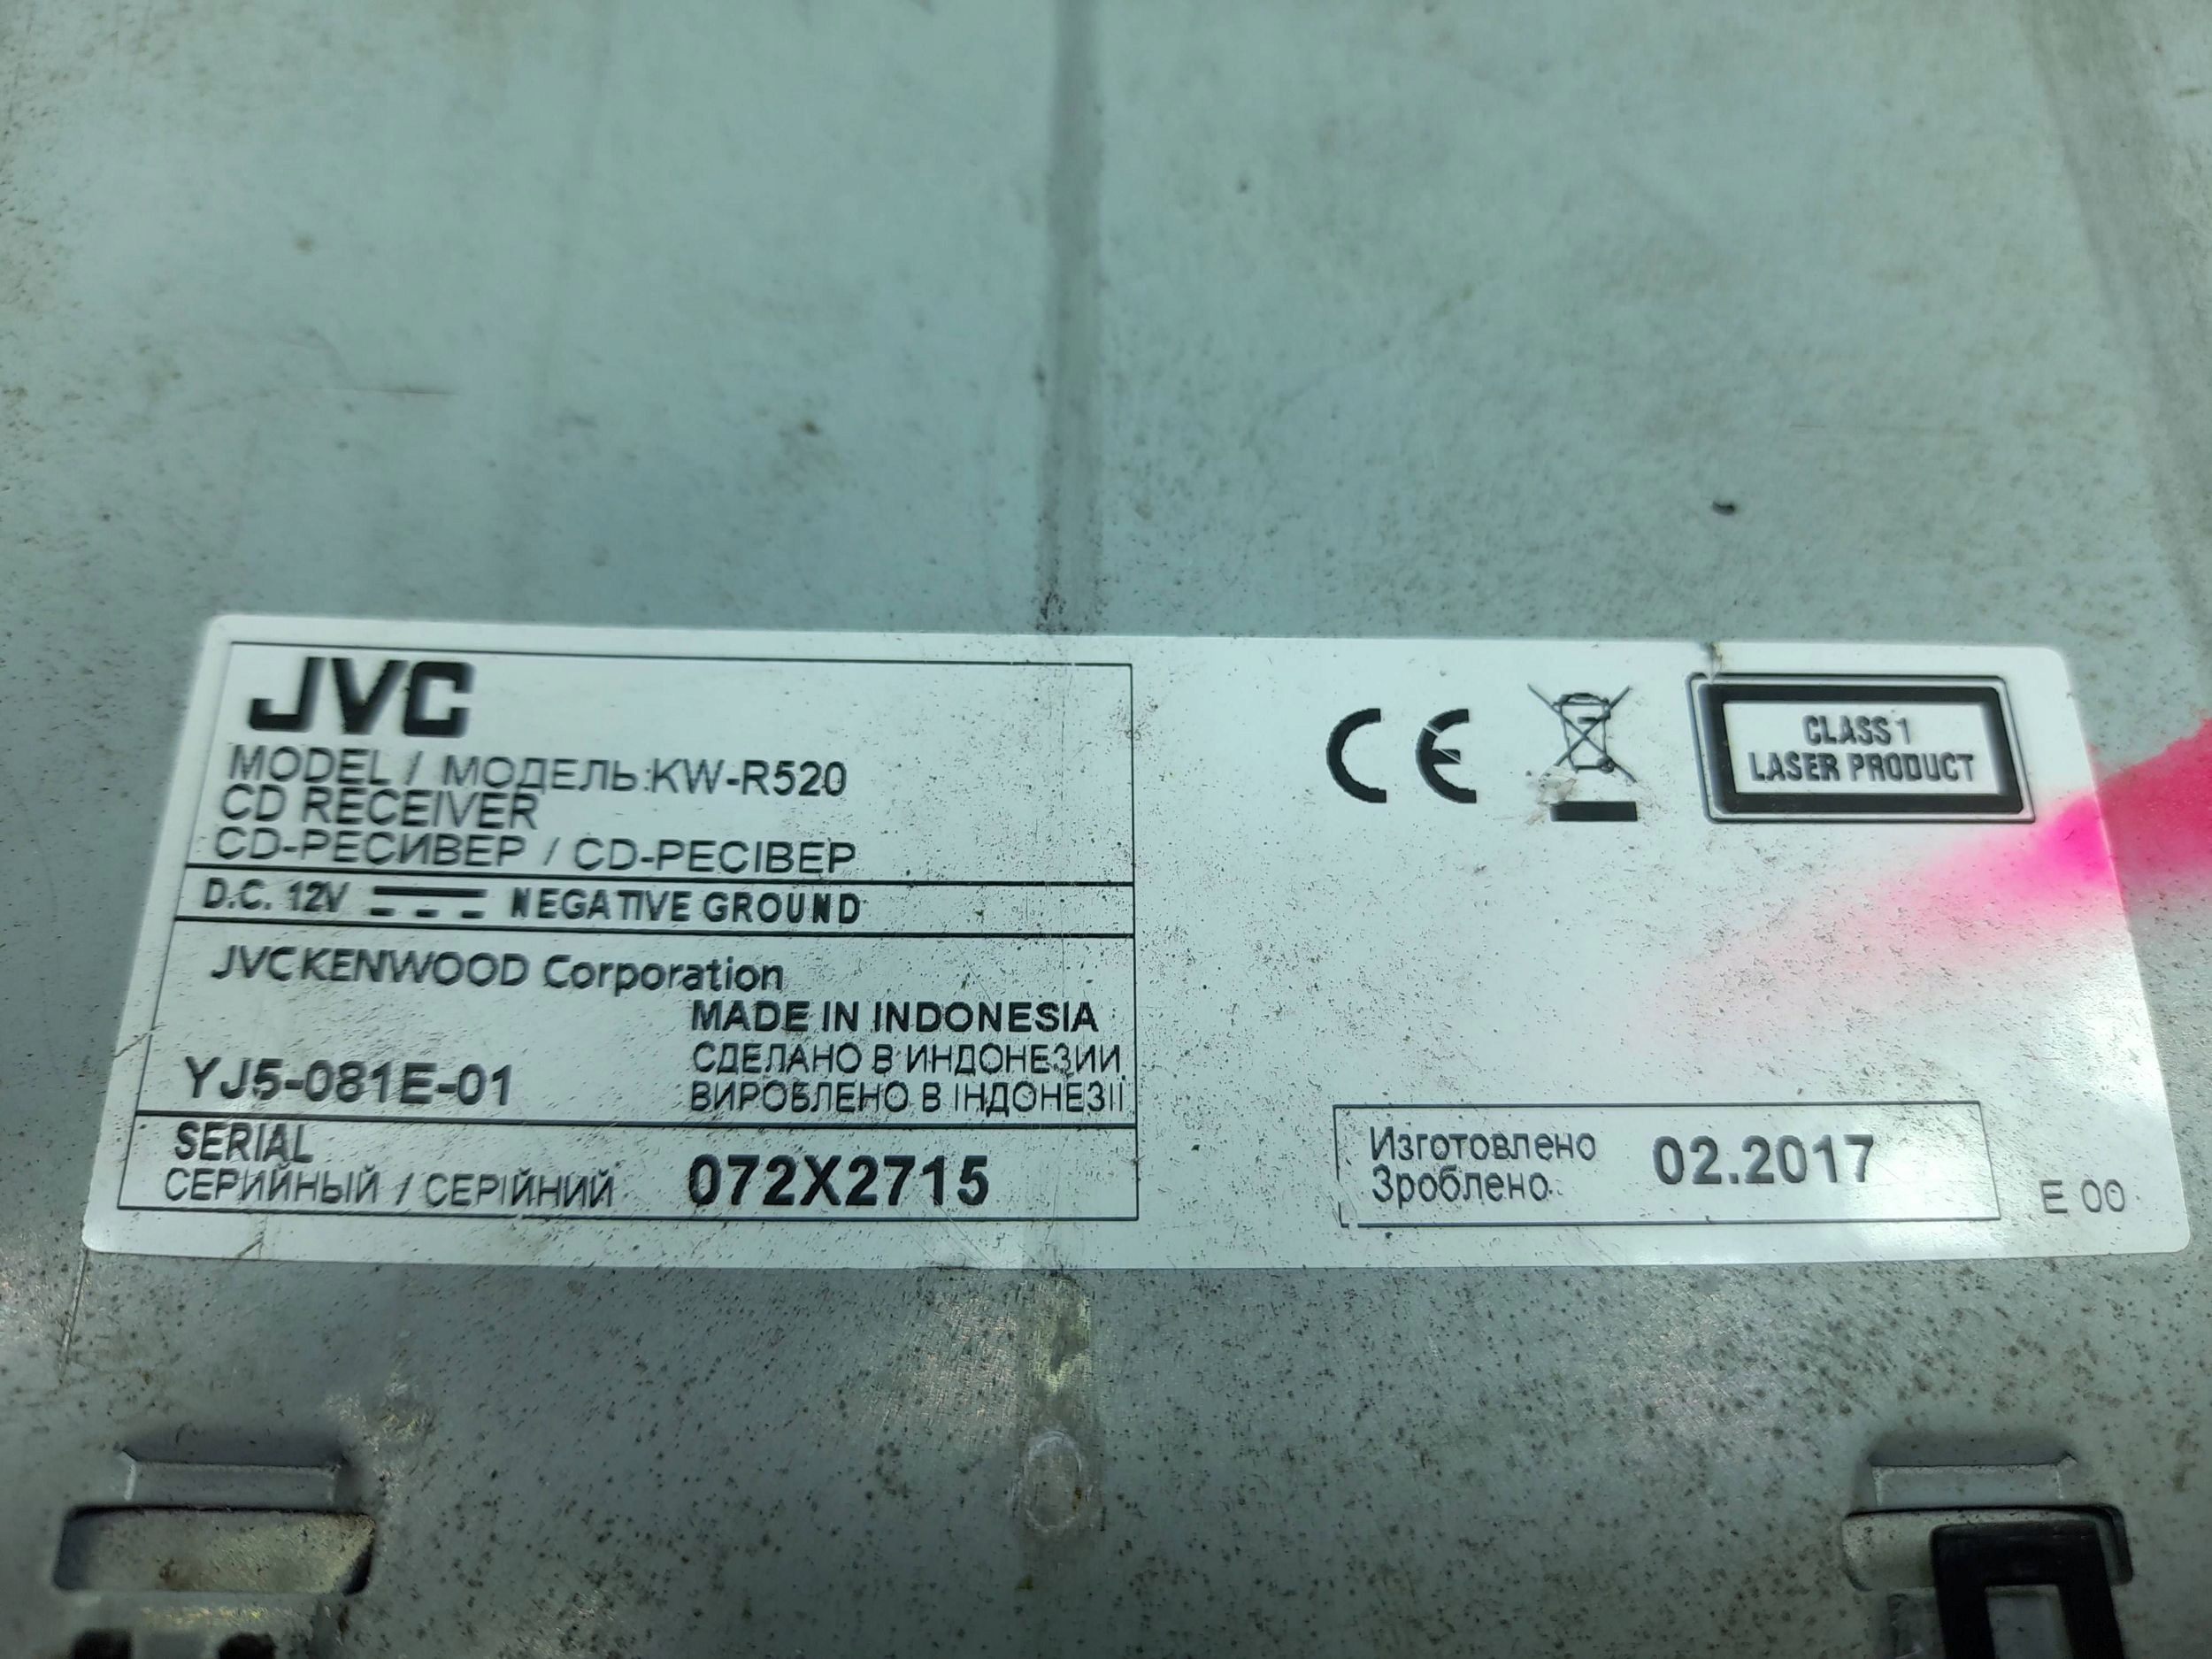 JVC
MODEL / МОДЕЛЬ:KW-R520
CD RECEIVER
CD-РЕСИВЕР / CD-РЕСІВЕР
D.C. 12V NEGATIVE GROUND
JVCKENWOOD Corporation
MADE IN INDONESIA
СДЕЛАНО В ИНДОНЕЗИИ
YJ5-081E-01
ВИРОБЛЕНО В ІНДОНЕЗІЇ
SERIAL
СЕРИЙНЫЙ / СЕРІЙНИЙ 072X2715
CE
CLASS 1
LASER PRODUCT
Изготовлено
Зроблено
02.2017
E 00